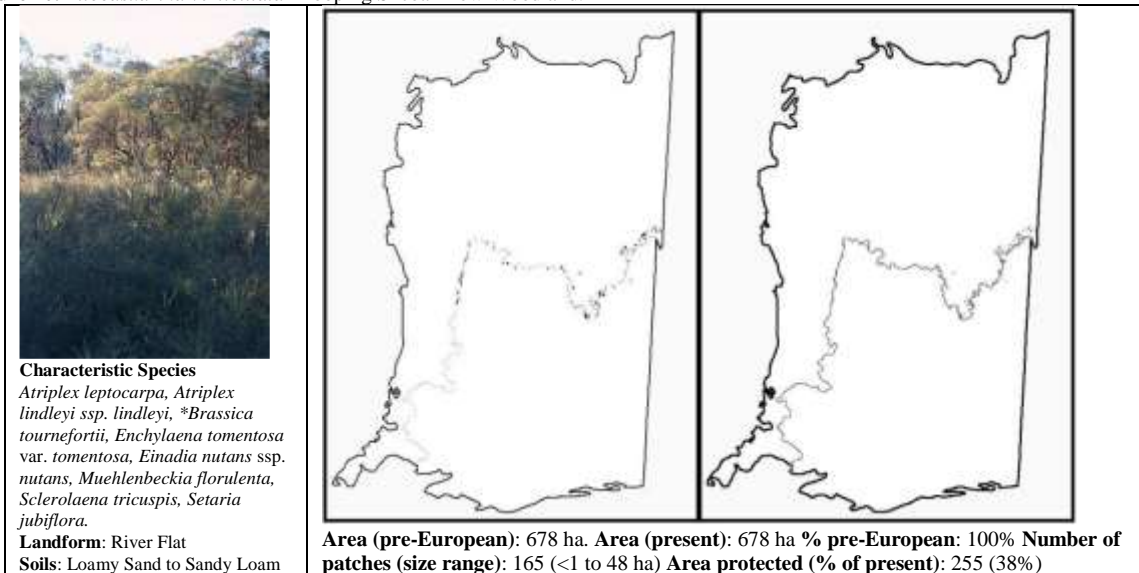 Characteristic Species
Atriplex leptocarpa, Atriplex
lindleyi ssp. lindleyi, *Brassica
tournefortii, Enchylaena tomentosa
var. tomentosa, Einadia nutans ssp.
nutans, Muehlenbeckia florulenta,
Sclerolaena tricuspis, Setaria
jubiflora.
Landform: River Flat
Soils: Loamy Sand to Sandy Loam
Area (pre-European): 678 ha. Area (present): 678 ha % pre-European: 100% Number of
patches (size range): 165 (<1 to 48 ha) Area protected (% of present): 255 (38%)